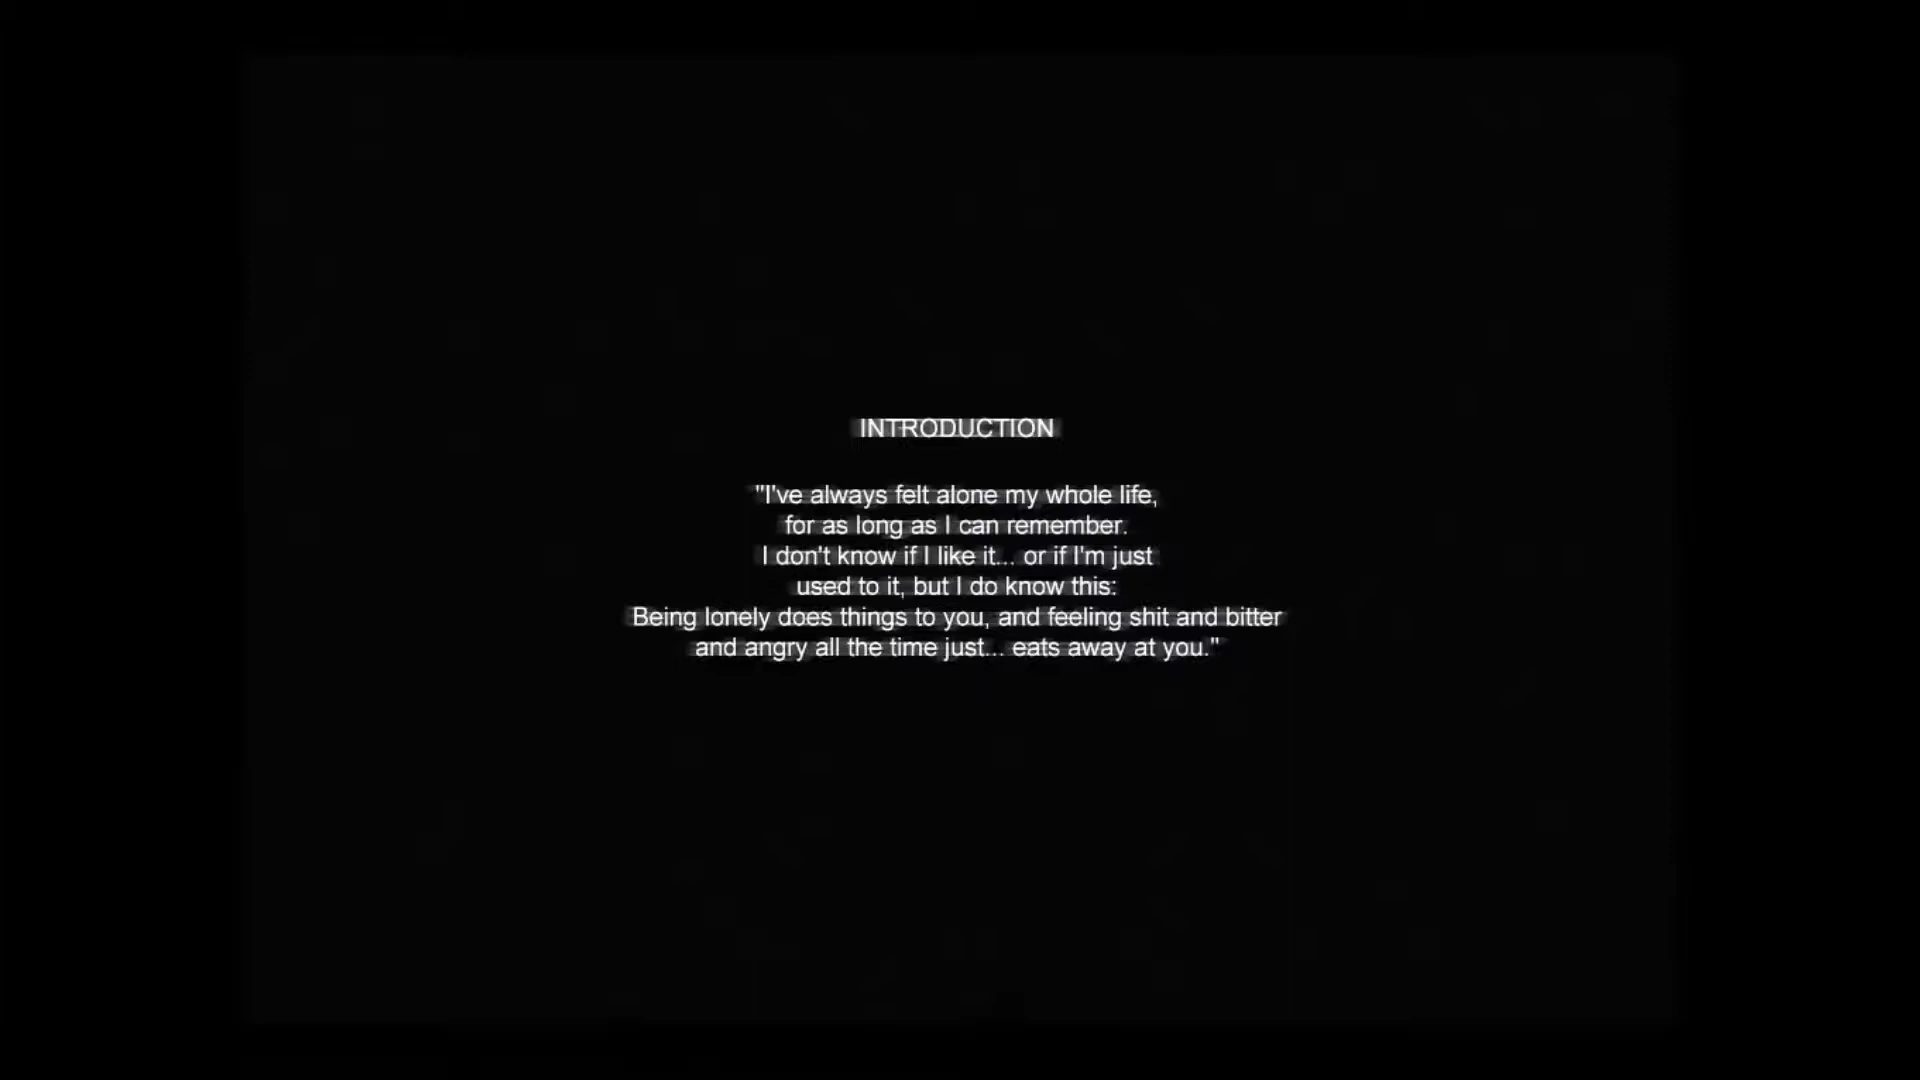 INTRODUCTION
"I've always felt alone my whole life,
for as long as I can remember.
I don't know if I like it... or if I'm just
used to it, but I do know this:
Being lonely does things to you, and feeling shit and bitter
and angry all the time just... eats away at you."